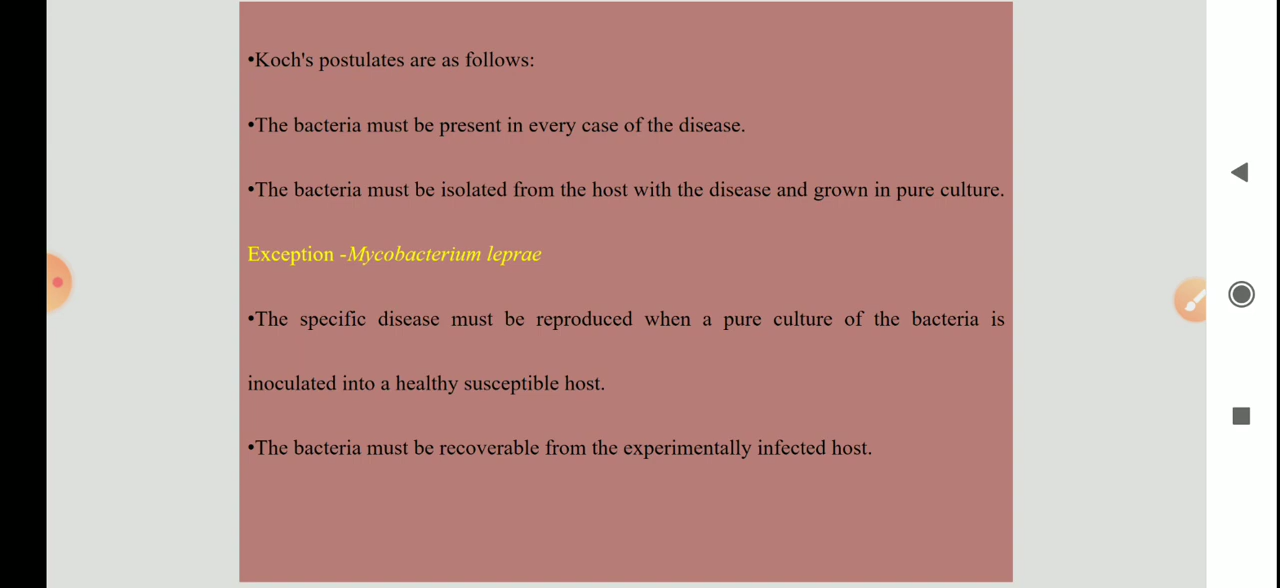 •Koch's postulates are as follows:
•The bacteria must be present in every case of the disease.
•The bacteria must be isolated from the host with the disease and grown in pure culture.
Exception -Mycobacterium leprae
•The specific disease must be reproduced when a pure culture of the bacteria is
inoculated into a healthy susceptible host.
•The bacteria must be recoverable from the experimentally infected host.